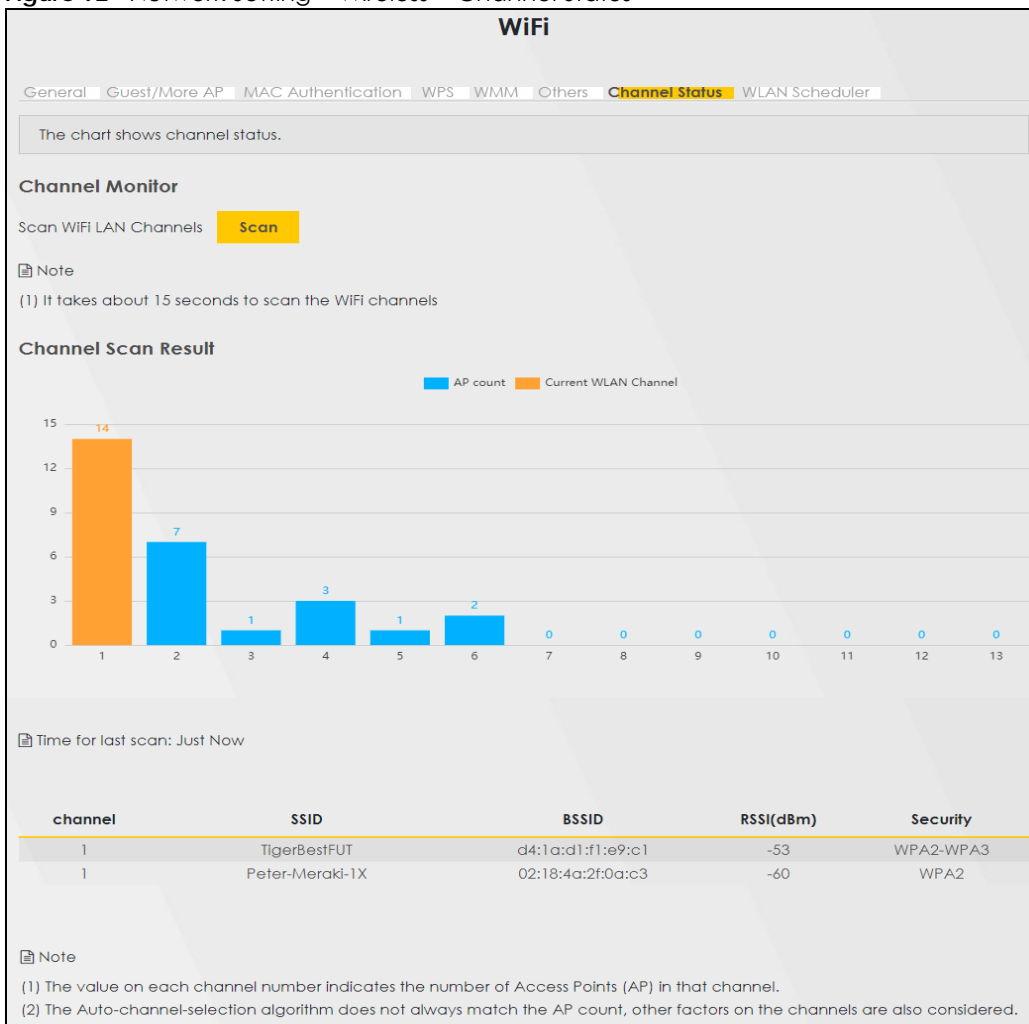 WiFi
General Guest/More AP MAC Authentication WPS WMM Others Channel Status WLAN Scheduler
The chart shows channel status.
Channel Monitor
Scan WiFi LAN Channels Scan
Note
(1) It takes about 15 seconds to scan the WiFi channels
Channel Scan Result
AP count Current WLAN Channel
15
14
12
9
7
6
3
3
2
1 1
0 0 0 0 0 0 0
0
1 2 3 4 5 6 7 8 9 10 11 12 13
Time for last scan: Just Now
channel SSID BSSID RSSI(dBm) Security
1 TigerBestFUT d4:1a:d1:f1:e9:c1 -53 WPA2-WPA3
1 Peter-Meraki-1X 02:18:4a:2f:0a:c3 -60 WPA2
Note
(1) The value on each channel number indicates the number of Access Points (AP) in that channel.
(2) The Auto-channel-selection algorithm does not always match the AP count, other factors on the channels are also considered.